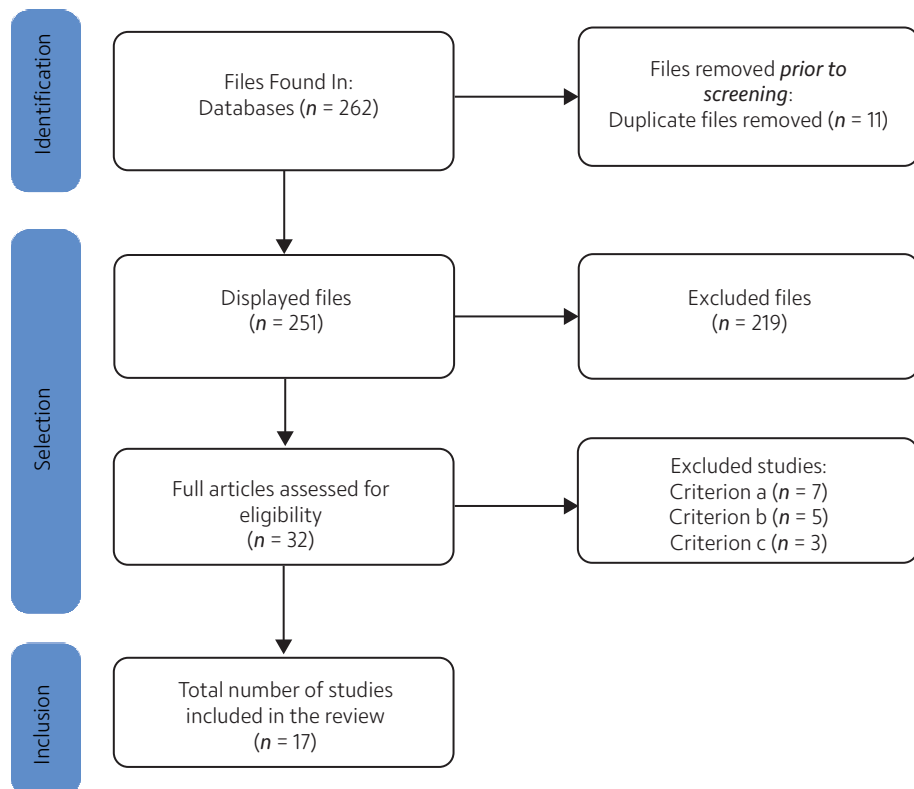 Identification
Files Found In:
Databases (n = 262)
Files removed prior to
screening:
Duplicate files removed (n = 11)
Selection
Displayed files
(n = 251)
Excluded files
(n = 219)
Full articles assessed for
eligibility
(n = 32)
Excluded studies:
Criterion a (n = 7)
Criterion b (n = 5)
Criterion c (n = 3)
Inclusion
Total number of studies
included in the review
(n = 17)